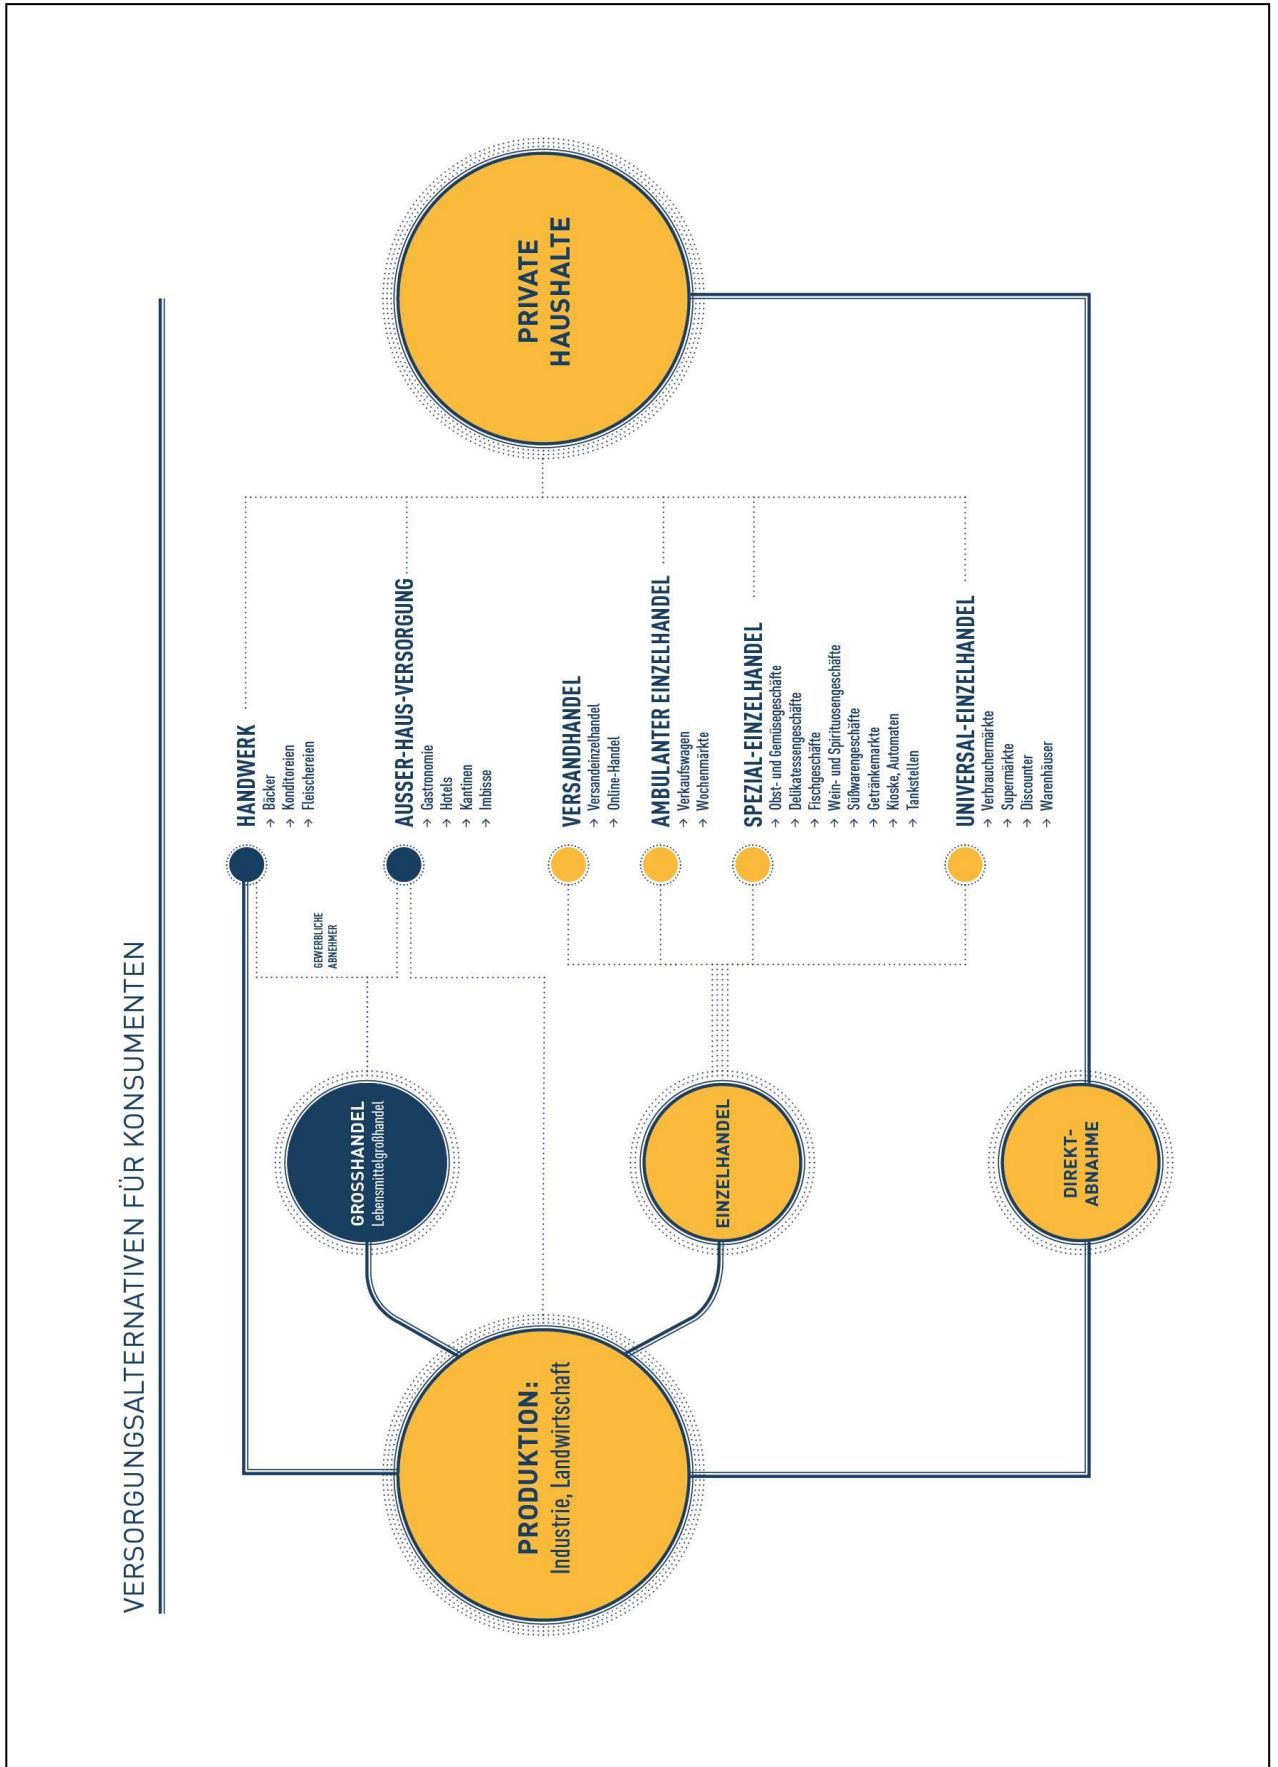 VERSORGUNGSALTERNATIVEN FÜR KONSUMENTEN
PRODUKTION:
Industrie, Landwirtschaft
GROSSHANDEL
Lebensmittelgroßhandel
EINZELHANDEL
DIREKT-
ABNAHME
GEWERBLICHE
ABNEHMER
HANDWERK
→ Bäcker
→ Konditoreien
→ Fleischereien
AUSSER-HAUS-VERSORGUNG
→ Gastronomie
→ Hotels
→ Kantinen
→ Imbisse
VERSANDHANDEL
→ Versandeinzelhandel
→ Online-Handel
AMBULANTER EINZELHANDEL
→ Verkaufswagen
→ Wochenmärkte
SPEZIAL-EINZELHANDEL
→ Obst- und Gemüsegeschäfte
→ Delikatessengeschäfte
→ Fischgeschäfte
→ Wein- und Spirituosengeschäfte
→ Süßwarengeschäfte
→ Getränkemarkte
→ Kioske, Automaten
→ Tankstellen
UNIVERSAL-EINZELHANDEL
→ Verbrauchermärkte
→ Supermärkte
→ Discounter
→ Warenhäuser
PRIVATE
HAUSHALTE